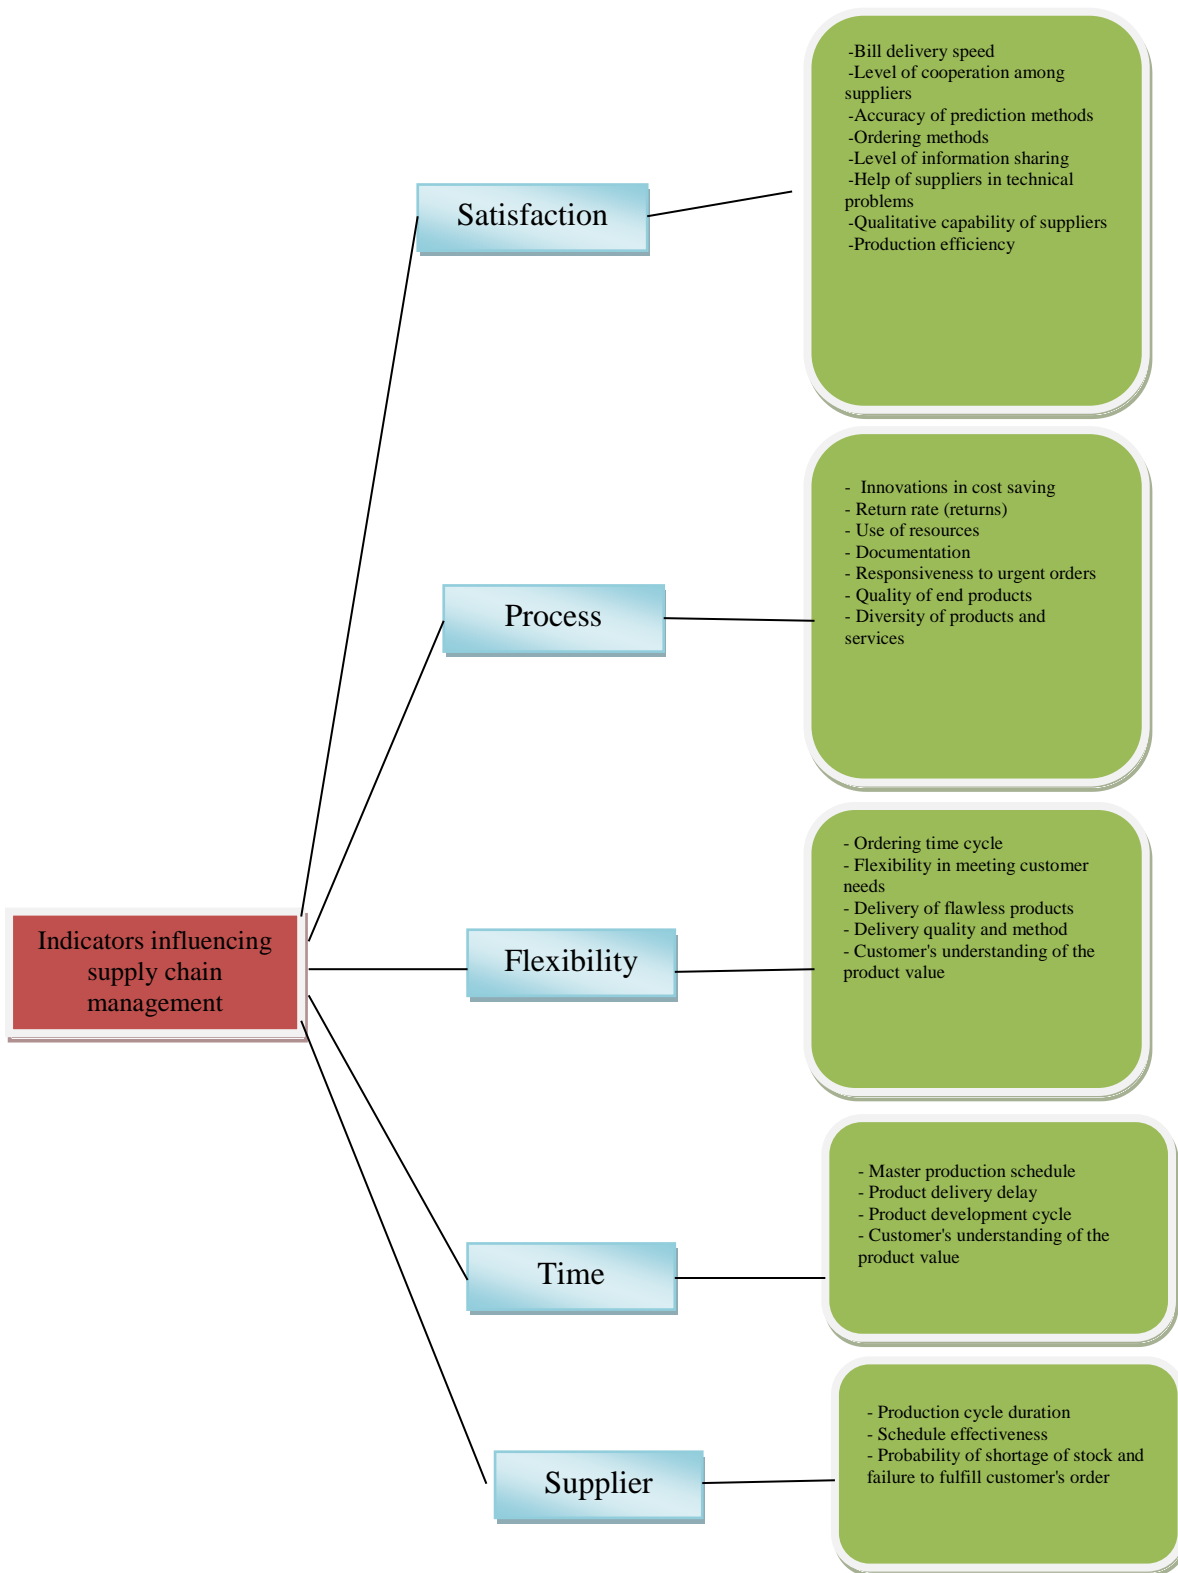 -Bill delivery speed
-Level of cooperation among
suppliers
-Accuracy of prediction methods
-Ordering methods
-Level of information sharing
-Help of suppliers in technical
problems
-Qualitative capability of suppliers
-Production efficiency
Satisfaction
- Innovations in cost saving
- Return rate (returns)
- Use of resources
- Documentation
- Responsiveness to urgent orders
- Quality of end products
- Diversity of products and
services
Process
- Ordering time cycle
- Flexibility in meeting customer
needs
- Delivery of flawless products
- Delivery quality and method
- Customer's understanding of the
product value
Flexibility
Indicators influencing
supply chain
management
- Master production schedule
- Product delivery delay
- Product development cycle
- Customer's understanding of the
product value
Time
- Production cycle duration
- Schedule effectiveness
- Probability of shortage of stock and
failure to fulfill customer's order
Supplier